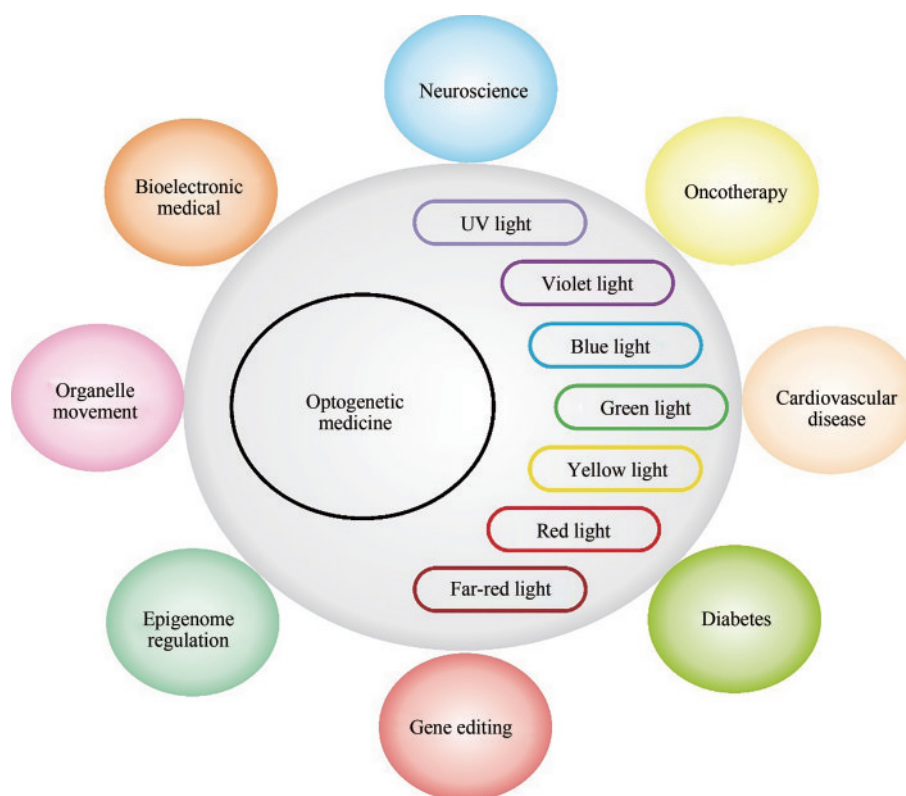 Neuroscience
Bioelectronic
medical
Oncotherapy
UV light
Violet light
Blue light
Organelle
movement
Optogenetic
medicine
Green light
Cardiovascular
disease
Yellow light
Red light
Far-red light
Epigenome
regulation
Diabetes
Gene editing